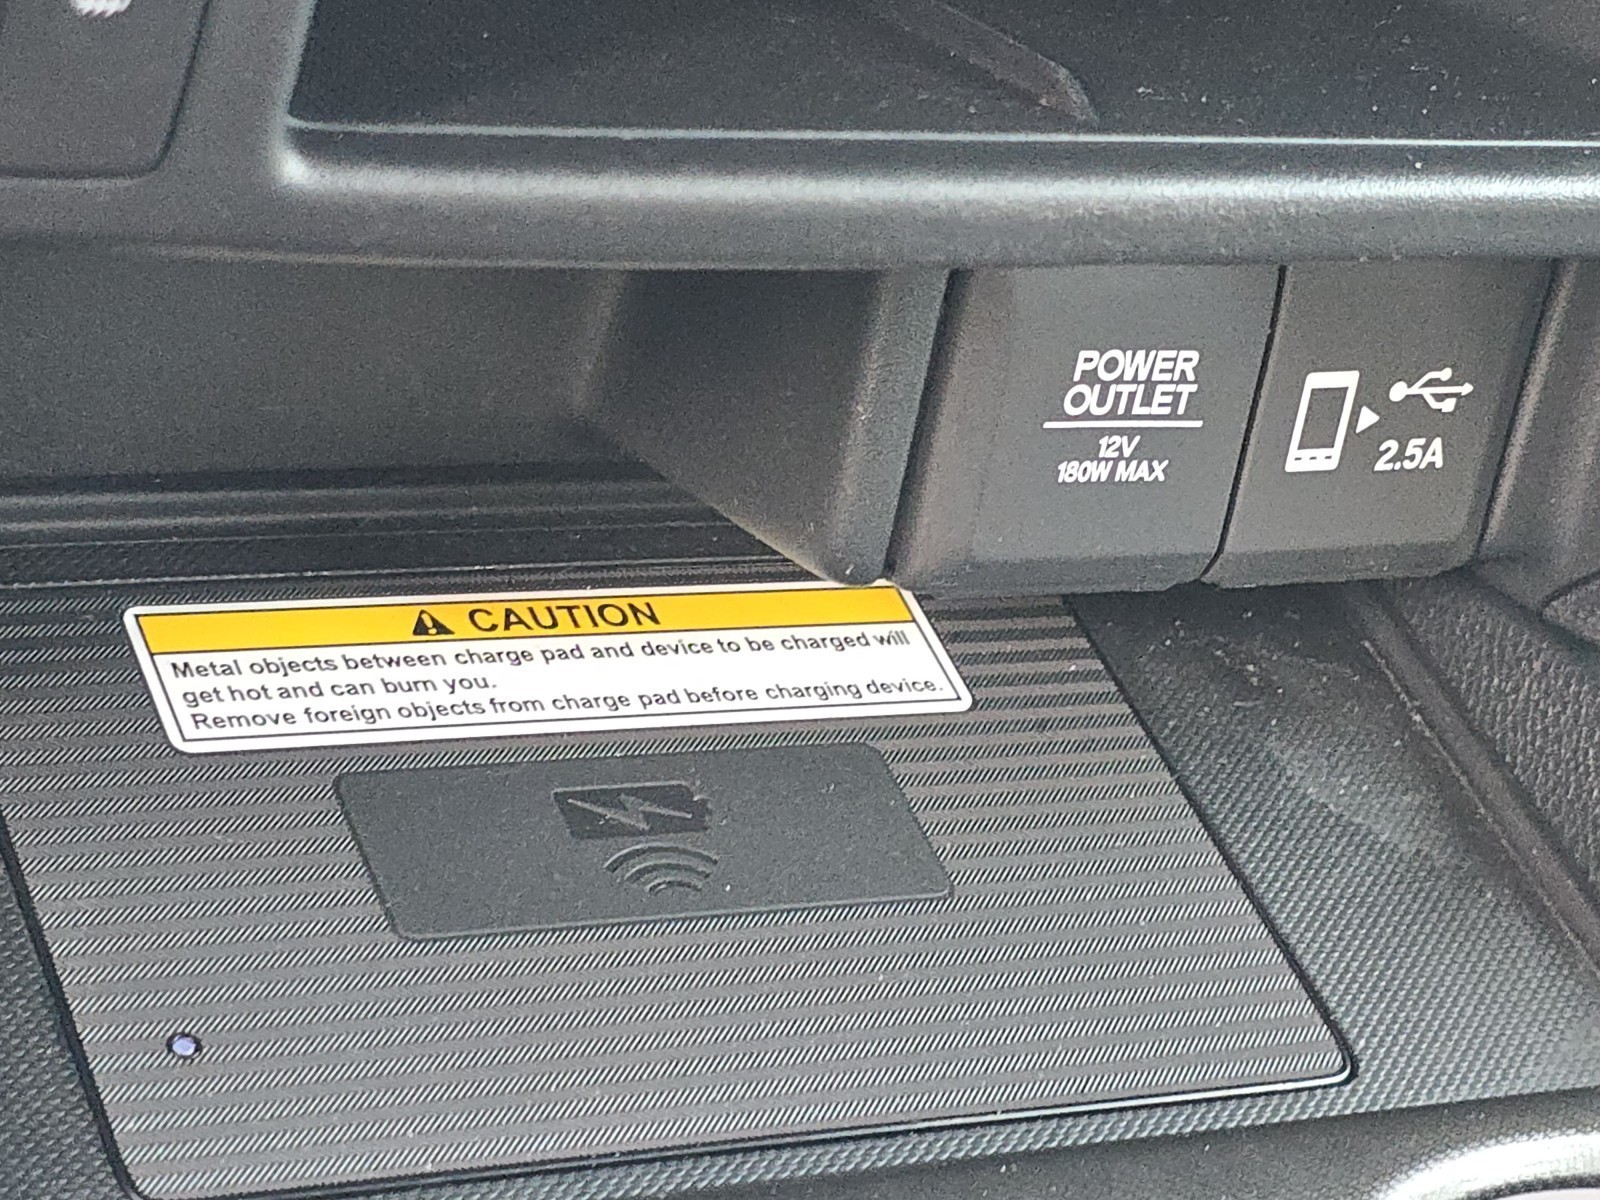 POWER
OUTLET
12V
180W MAX
2.5A
CAUTION
Metal objects between charge pad and device to be charged will
get hot and can burn you.
Remove foreign objects from charge pad before charging device.